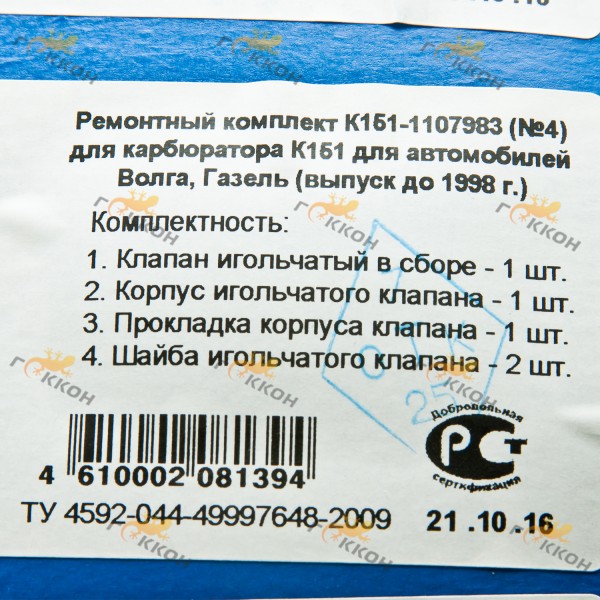 Ремонтный комплект К151-1107983 (№4)
для карбюратора К151 для автомобилей
Волга, Газель (выпуск до 1998 г.)
Комплектность:
1. Клапан игольчатый в сборе - 1 шт.
2. Корпус игольчатого клапана - 1 шт.
3. Прокладка корпуса клапана - 1 шт.
4. Шайба игольчатого клапана - 2 шт.
Добровольная
РСТ
сертификация
4 610002 081394
ТУ 4592-044-49997648-2009 21.10.16
ГОККОН